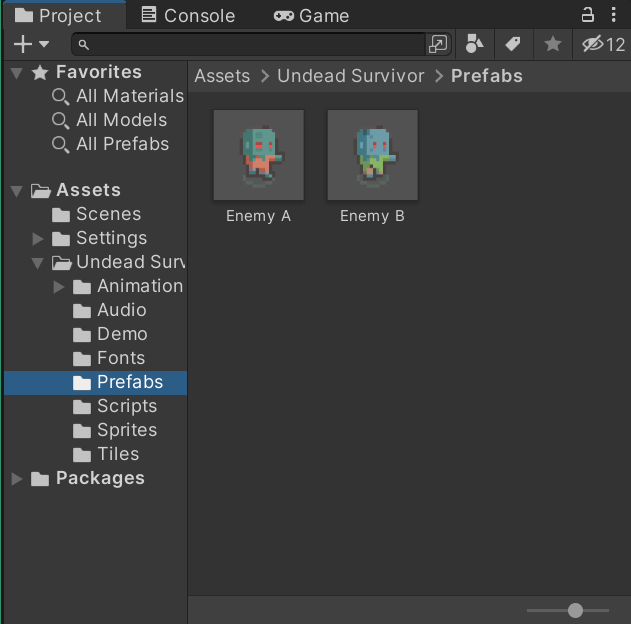 Project Console Game
12
Favorites
All Materials
All Models
All Prefabs
Assets
Scenes
Settings
Undead Surv
Animation
Audio
Demo
Fonts
Prefabs
Scripts
Sprites
Tiles
Packages
Assets > Undead Survivor > Prefabs
Enemy A
Enemy B